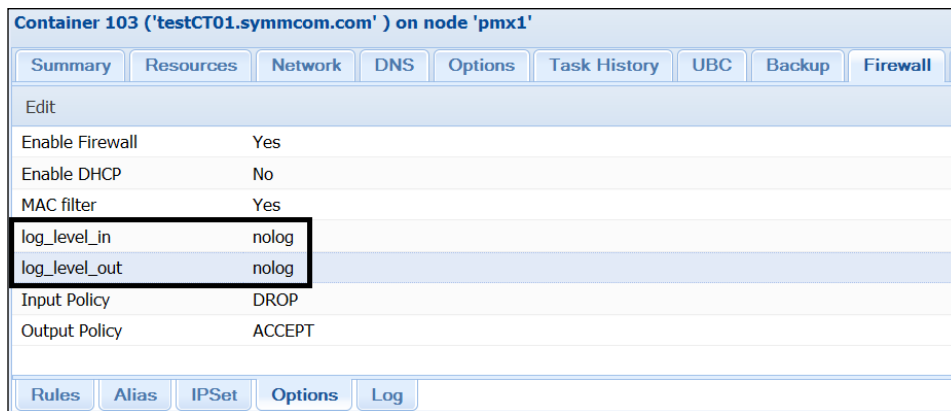 Container 103 ('testCT01.symmcom.com' ) on node 'pmx1'
Summary Resources Network DNS Options Task History UBC Backup Firewall
Edit
Enable Firewall Yes
Enable DHCP No
MAC filter Yes
log_level_in nolog
log_level_out nolog
Input Policy DROP
Output Policy ACCEPT
Rules Alias IPSet Options Log